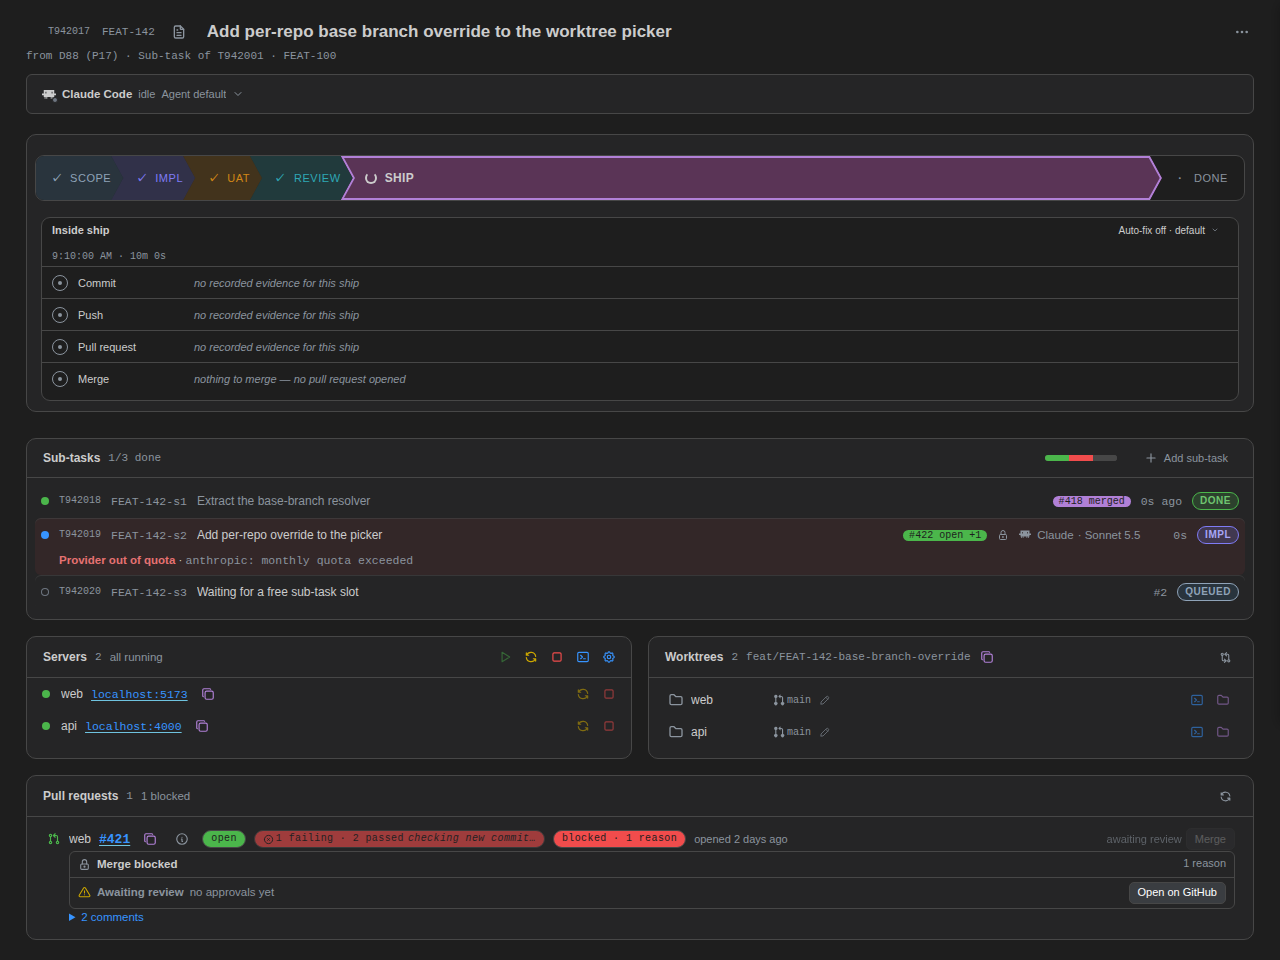 T942017 FEAT-142 Add per-repo base branch override to the worktree picker
from D88 (P17) · Sub-task of T942001 · FEAT-100
Claude Code idle Agent default
SCOPE IMPL UAT REVIEW SHIP DONE
Inside ship Auto-fix off · default
9:10:00 AM · 10m 0s
Commit no recorded evidence for this ship
Push no recorded evidence for this ship
Pull request no recorded evidence for this ship
Merge nothing to merge — no pull request opened
Sub-tasks 1/3 done Add sub-task
T942018 FEAT-142-s1 Extract the base-branch resolver #418 merged 0s ago DONE
T942019 FEAT-142-s2 Add per-repo override to the picker #422 open +1 Claude · Sonnet 5.5 0s IMPL
Provider out of quota · anthropic: monthly quota exceeded
T942020 FEAT-142-s3 Waiting for a free sub-task slot #2 QUEUED
Servers 2 all running
web localhost:5173
api localhost:4000
Worktrees 2 feat/FEAT-142-base-branch-override
web main
api main
Pull requests 1 1 blocked
web #421 open 1 failing · 2 passed checking new commit… blocked · 1 reason opened 2 days ago awaiting review Merge
Merge blocked 1 reason
Awaiting review no approvals yet Open on GitHub
2 comments